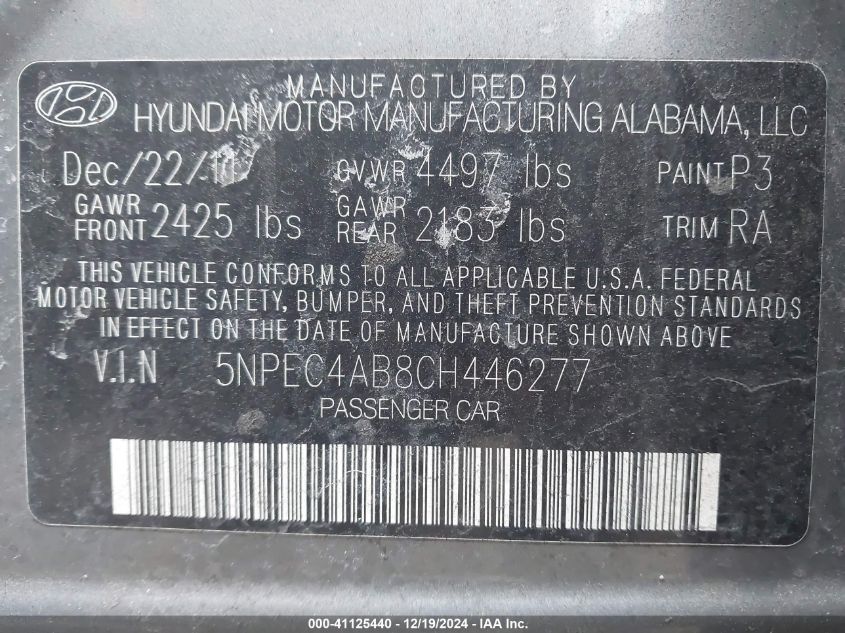 MANUFACTURED BY
HYUNDAI MOTOR MANUFACTURING ALABAMA, LLC
Dec/22/ GVWR 4497 lbs PAINT P3
GAWR FRONT 2425 lbs GAWR REAR 2183 lbs TRIM RA
THIS VEHICLE CONFORMS TO ALL APPLICABLE U.S.A. FEDERAL
MOTOR VEHICLE SAFETY, BUMPER, AND THEFT PREVENTION STANDARDS
IN EFFECT ON THE DATE OF MANUFACTURE SHOWN ABOVE
V.I.N 5NPEC4AB8CH446277
PASSENGER CAR
000-41125440 - 12/19/2024 - IAA Inc.